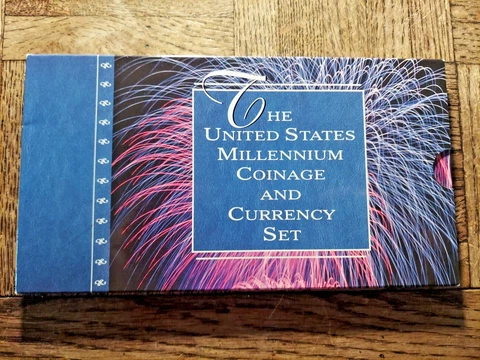 The
United States
Millennium
Coinage
and
Currency
Set